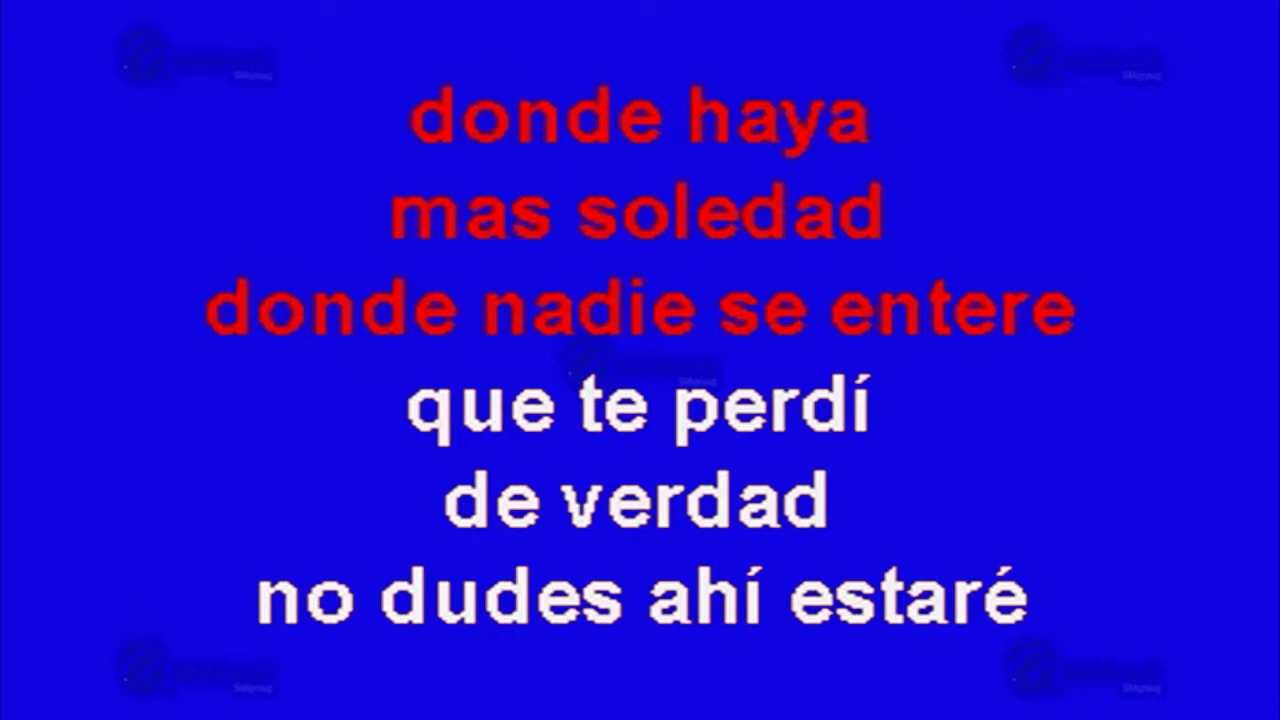 donde haya
mas soledad
donde nadie se entere
que te perdí
de verdad
no dudes ahí estaré